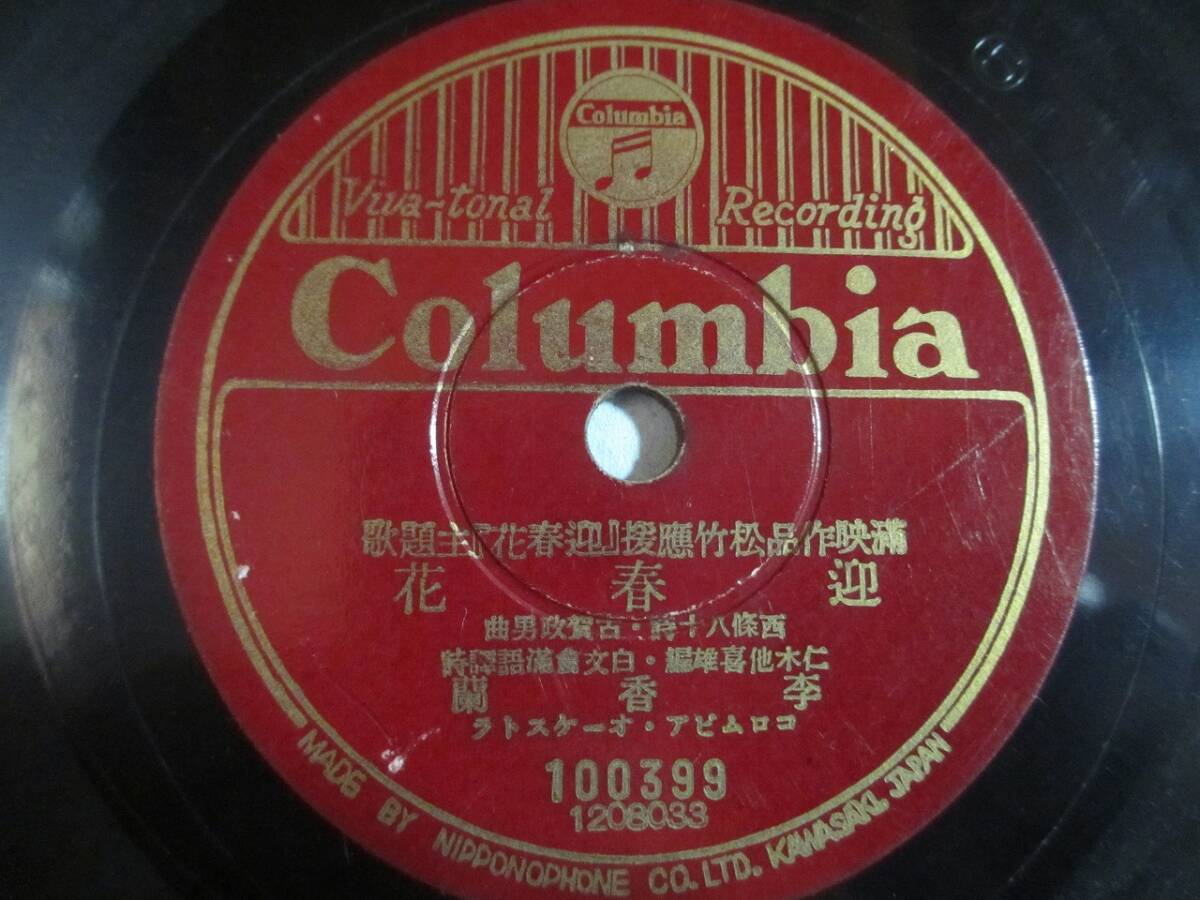 Columbia
Viva-tonal Recording
Columbia
滿映作品松竹應援『迎春花』主題歌
迎春花
西條八十詩・古賀政男曲
仁木他喜雄編・白文會滿語譯詩
李香蘭
コロムビア・オーケストラ
100399
1208033
MADE BY NIPPONOPHONE CO. LTD. KAWASAKI, JAPAN